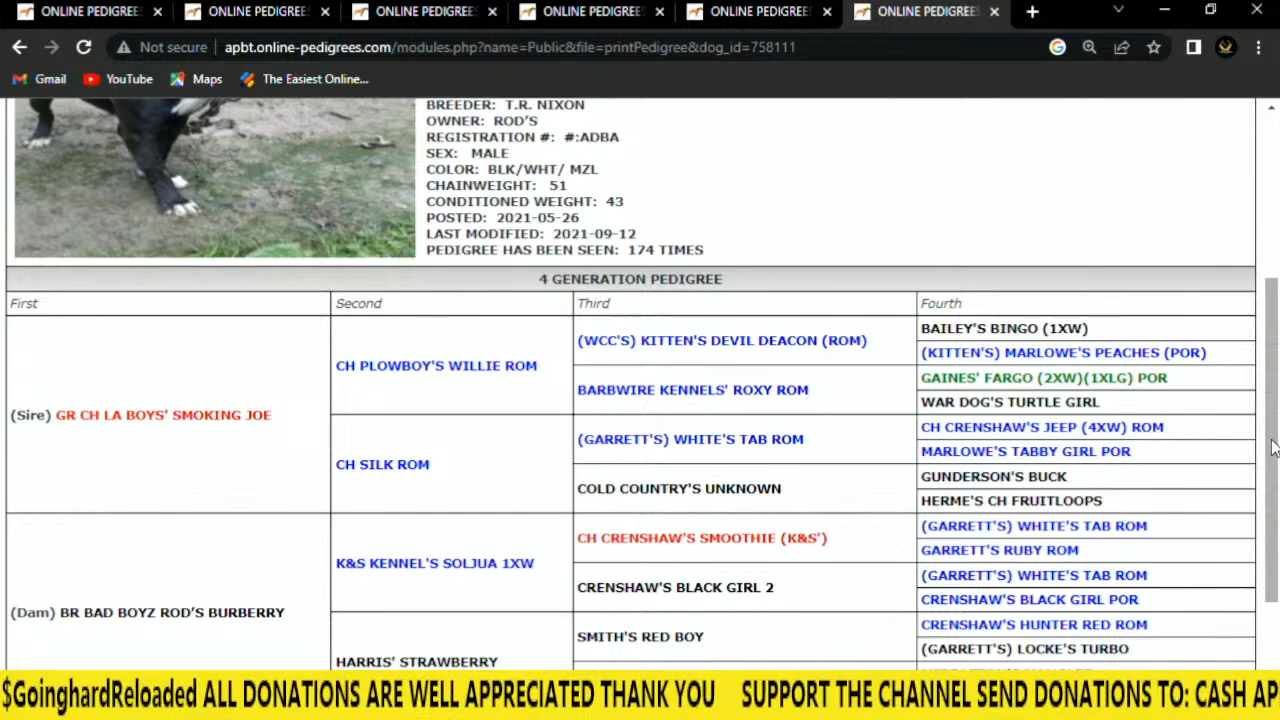 ONLINE PEDIGREES ONLINE PEDIGREES ONLINE PEDIGREES ONLINE PEDIGREES ONLINE PEDIGREES ONLINE PEDIGREES
Not secure apbt.online-pedigrees.com/modules.php?name=Public&file=printPedigree&dog_id=758111
Gmail YouTube Maps The Easiest Online...
BREEDER: T.R. NIXON
OWNER: ROD'S
REGISTRATION #: #:ADBA
SEX: MALE
COLOR: BLK/WHT/ MZL
CHAINWEIGHT: 51
CONDITIONED WEIGHT: 43
POSTED: 2021-05-26
LAST MODIFIED: 2021-09-12
PEDIGREE HAS BEEN SEEN: 174 TIMES
4 GENERATION PEDIGREE
First Second Third Fourth
(Sire) GR CH LA BOYS' SMOKING JOE
CH PLOWBOY'S WILLIE ROM
(WCC'S) KITTEN'S DEVIL DEACON (ROM)
BAILEY'S BINGO (1XW)
(KITTEN'S) MARLOWE'S PEACHES (POR)
BARBWIRE KENNELS' ROXY ROM
GAINES' FARGO (2XW)(1XLG) POR
WAR DOG'S TURTLE GIRL
CH SILK ROM
(GARRETT'S) WHITE'S TAB ROM
CH CRENSHAW'S JEEP (4XW) ROM
MARLOWE'S TABBY GIRL POR
COLD COUNTRY'S UNKNOWN
GUNDERSON'S BUCK
HERME'S CH FRUITLOOPS
(Dam) BR BAD BOYZ ROD'S BURBERRY
K&S KENNEL'S SOLJUA 1XW
CH CRENSHAW'S SMOOTHIE (K&S')
(GARRETT'S) WHITE'S TAB ROM
GARRETT'S RUBY ROM
CRENSHAW'S BLACK GIRL 2
(GARRETT'S) WHITE'S TAB ROM
CRENSHAW'S BLACK GIRL POR
HARRIS' STRAWBERRY
SMITH'S RED BOY
CRENSHAW'S HUNTER RED ROM
(GARRETT'S) LOCKE'S TURBO
$GoinghardReloaded ALL DONATIONS ARE WELL APPRECIATED THANK YOU SUPPORT THE CHANNEL SEND DONATIONS TO: CASH AP